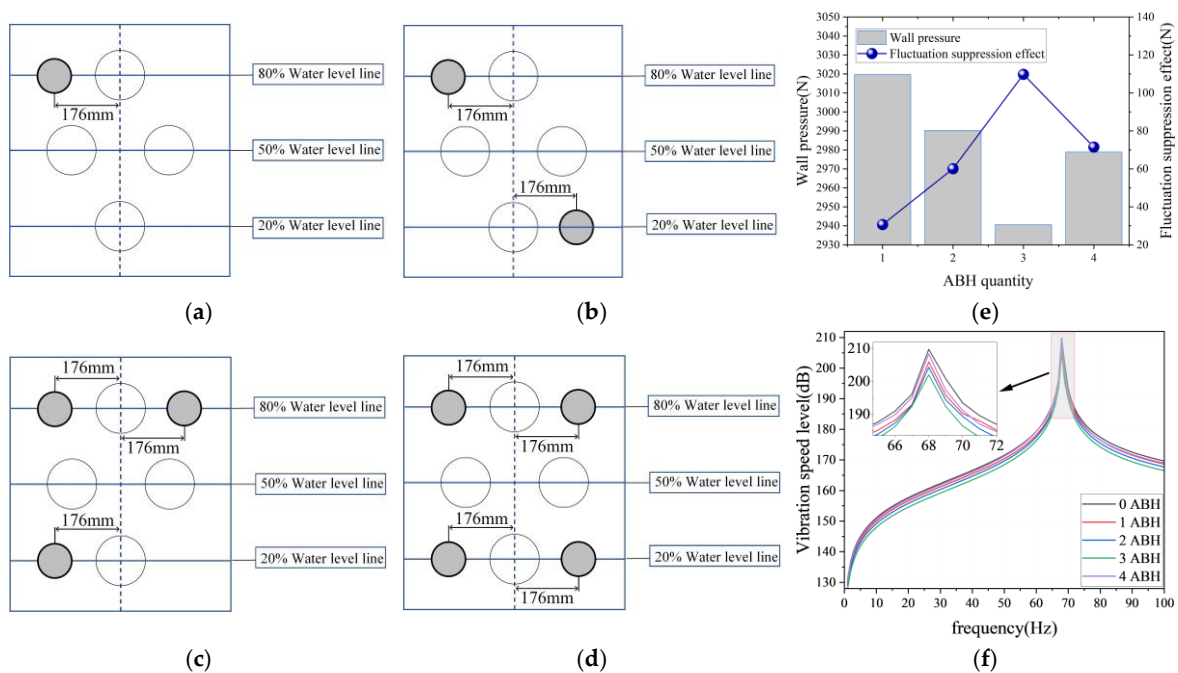 80% Water level line
176mm
50% Water level line
20% Water level line
(a)
80% Water level line
176mm
50% Water level line
176mm
20% Water level line
(b)
Wall pressure
Fluctuation suppression effect
3050
3040
3030
3020
3010
3000
2990
2980
2970
2960
2950
2940
2930
140
120
100
80
60
40
20
1
2
3
4
Wall pressure(N)
Fluctuation suppression effect(N)
ABH quantity
(e)
176mm
80% Water level line
176mm
50% Water level line
176mm
20% Water level line
(c)
176mm
80% Water level line
176mm
50% Water level line
176mm
20% Water level line
176mm
(d)
210
200
190
180
170
160
150
140
130
210
200
190
66
68
70
72
0 ABH
1 ABH
2 ABH
3 ABH
4 ABH
0
10
20
30
40
50
60
70
80
90
100
Vibration speed level(dB)
frequency(Hz)
(f)